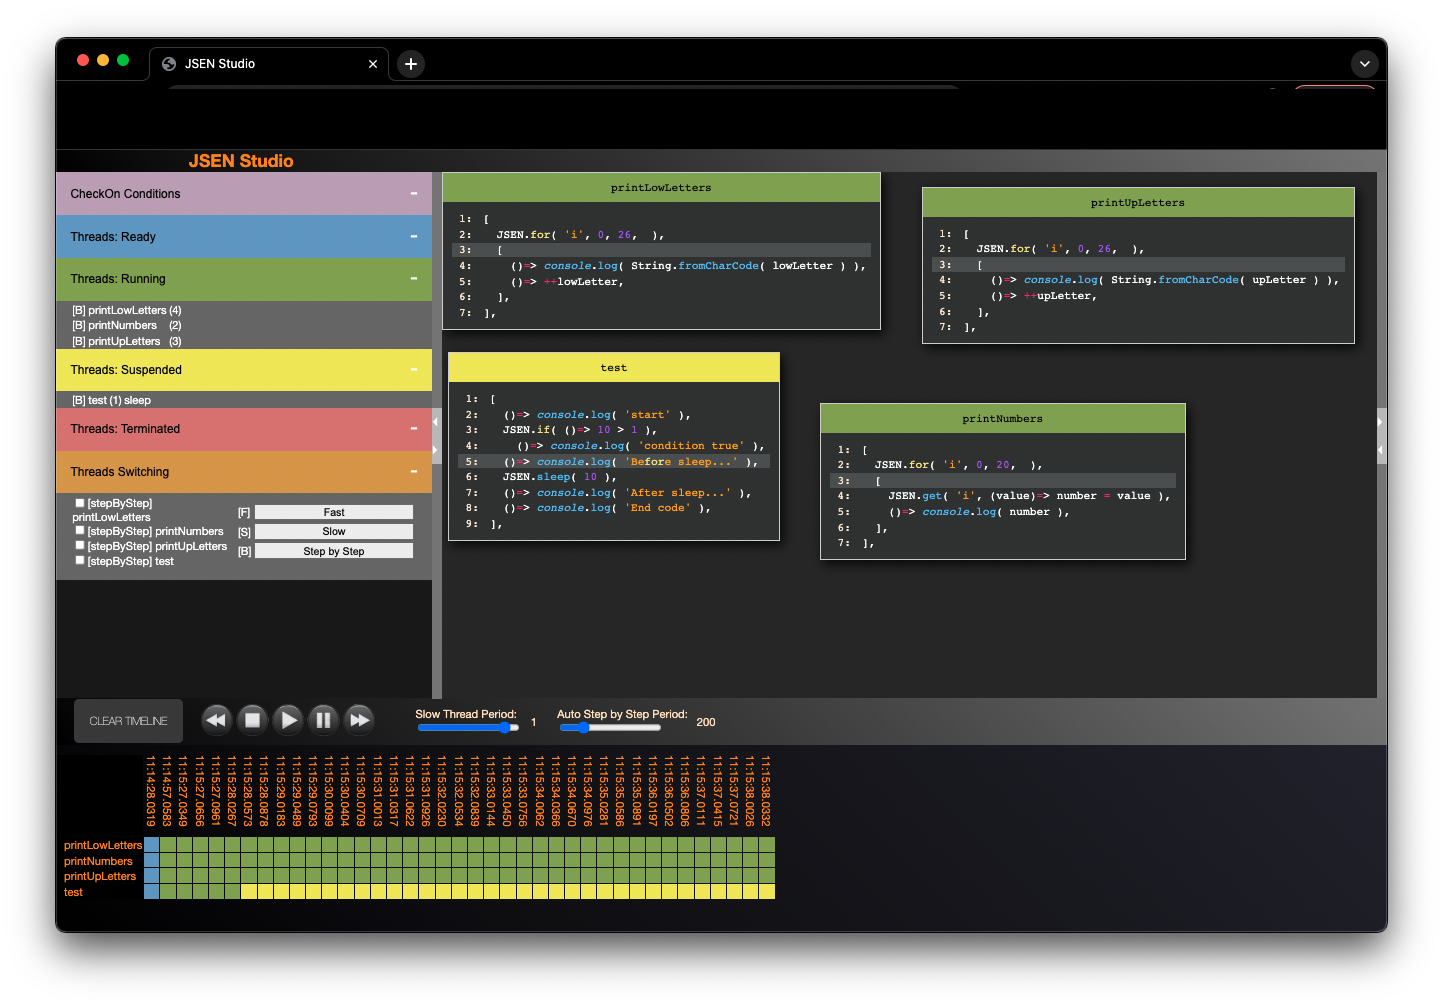 JSEN Studio
JSEN Studio
CheckOn Conditions
Threads: Ready
Threads: Running
[B] printLowLetters (4)
[B] printNumbers (2)
[B] printUpLetters (3)
Threads: Suspended
[B] test (1) sleep
Threads: Terminated
Threads Switching
[stepByStep] printLowLetters
[stepByStep] printNumbers
[stepByStep] printUpLetters
[stepByStep] test
[F] Fast
[S] Slow
[B] Step by Step
printLowLetters
1: [
2: JSEN.for( 'i', 0, 26, ),
3: [
4: ()=> console.log( String.fromCharCode( lowLetter ) ),
5: ()=> ++lowLetter,
6: ],
7: ],
printUpLetters
1: [
2: JSEN.for( 'i', 0, 26, ),
3: [
4: ()=> console.log( String.fromCharCode( upLetter ) ),
5: ()=> ++upLetter,
6: ],
7: ],
test
1: [
2: ()=> console.log( 'start' ),
3: JSEN.if( ()=> 10 > 1 ),
4: ()=> console.log( 'condition true' ),
5: ()=> console.log( 'Before sleep...' ),
6: JSEN.sleep( 10 ),
7: ()=> console.log( 'After sleep...' ),
8: ()=> console.log( 'End code' ),
9: ],
printNumbers
1: [
2: JSEN.for( 'i', 0, 20, ),
3: [
4: JSEN.get( 'i', (value)=> number = value ),
5: ()=> console.log( number ),
6: ],
7: ],
CLEAR TIMELINE
Slow Thread Period: 1
Auto Step by Step Period: 200
11:14:28.0319
11:14:57.0583
11:15:27.0349
11:15:27.0656
11:15:27.0961
11:15:28.0267
11:15:28.0573
11:15:28.0878
11:15:29.0183
11:15:29.0489
11:15:29.0793
11:15:30.0099
11:15:30.0404
11:15:30.0709
11:15:31.0013
11:15:31.0317
11:15:31.0622
11:15:31.0926
11:15:32.0230
11:15:32.0534
11:15:32.0839
11:15:33.0144
11:15:33.0450
11:15:33.0756
11:15:34.0062
11:15:34.0366
11:15:34.0670
11:15:34.0976
11:15:35.0281
11:15:35.0586
11:15:35.0891
11:15:36.0197
11:15:36.0502
11:15:36.0806
11:15:37.0111
11:15:37.0415
11:15:37.0721
11:15:38.0026
11:15:38.0332
printLowLetters
printNumbers
printUpLetters
test